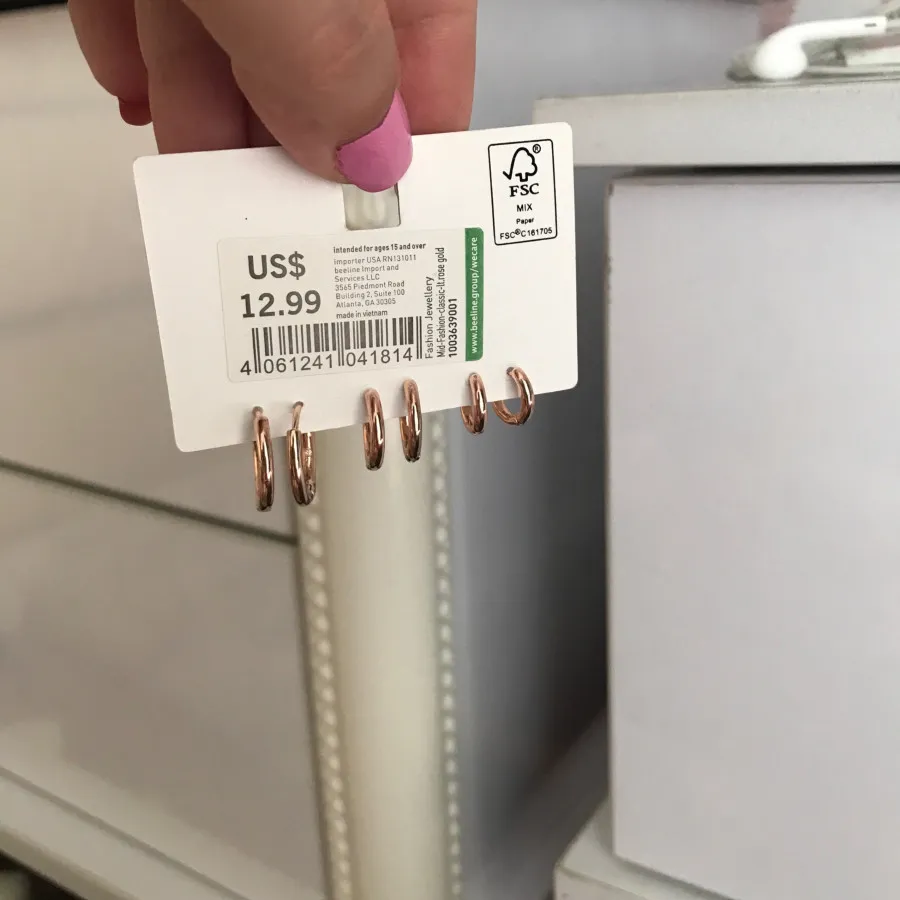 FSC®
MIX
Paper
FSC®C161705
US$
12.99
intended for ages 15 and over
importer USA RN131011
beeline Import and
Services LLC
3565 Piedmont Road
Building 2, Suite 100
Atlanta, GA 30305
made in vietnam
4 061241 041814
Fashion Jewellery
Mid-Fashion-classic-lt.rose gold
1003639001
www.beeline.group/wecare